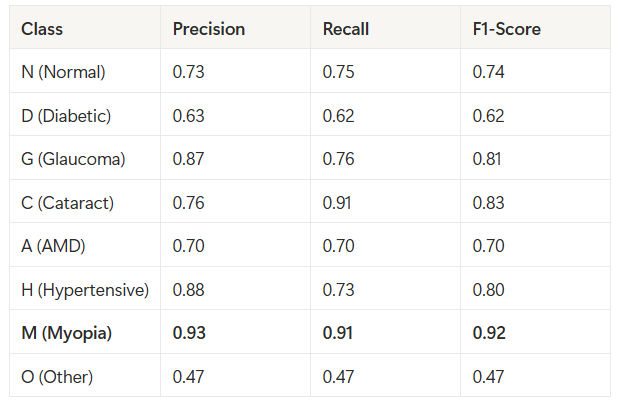 Class Precision Recall F1-Score
N (Normal) 0.73 0.75 0.74
D (Diabetic) 0.63 0.62 0.62
G (Glaucoma) 0.87 0.76 0.81
C (Cataract) 0.76 0.91 0.83
A (AMD) 0.70 0.70 0.70
H (Hypertensive) 0.88 0.73 0.80
M (Myopia) 0.93 0.91 0.92
O (Other) 0.47 0.47 0.47